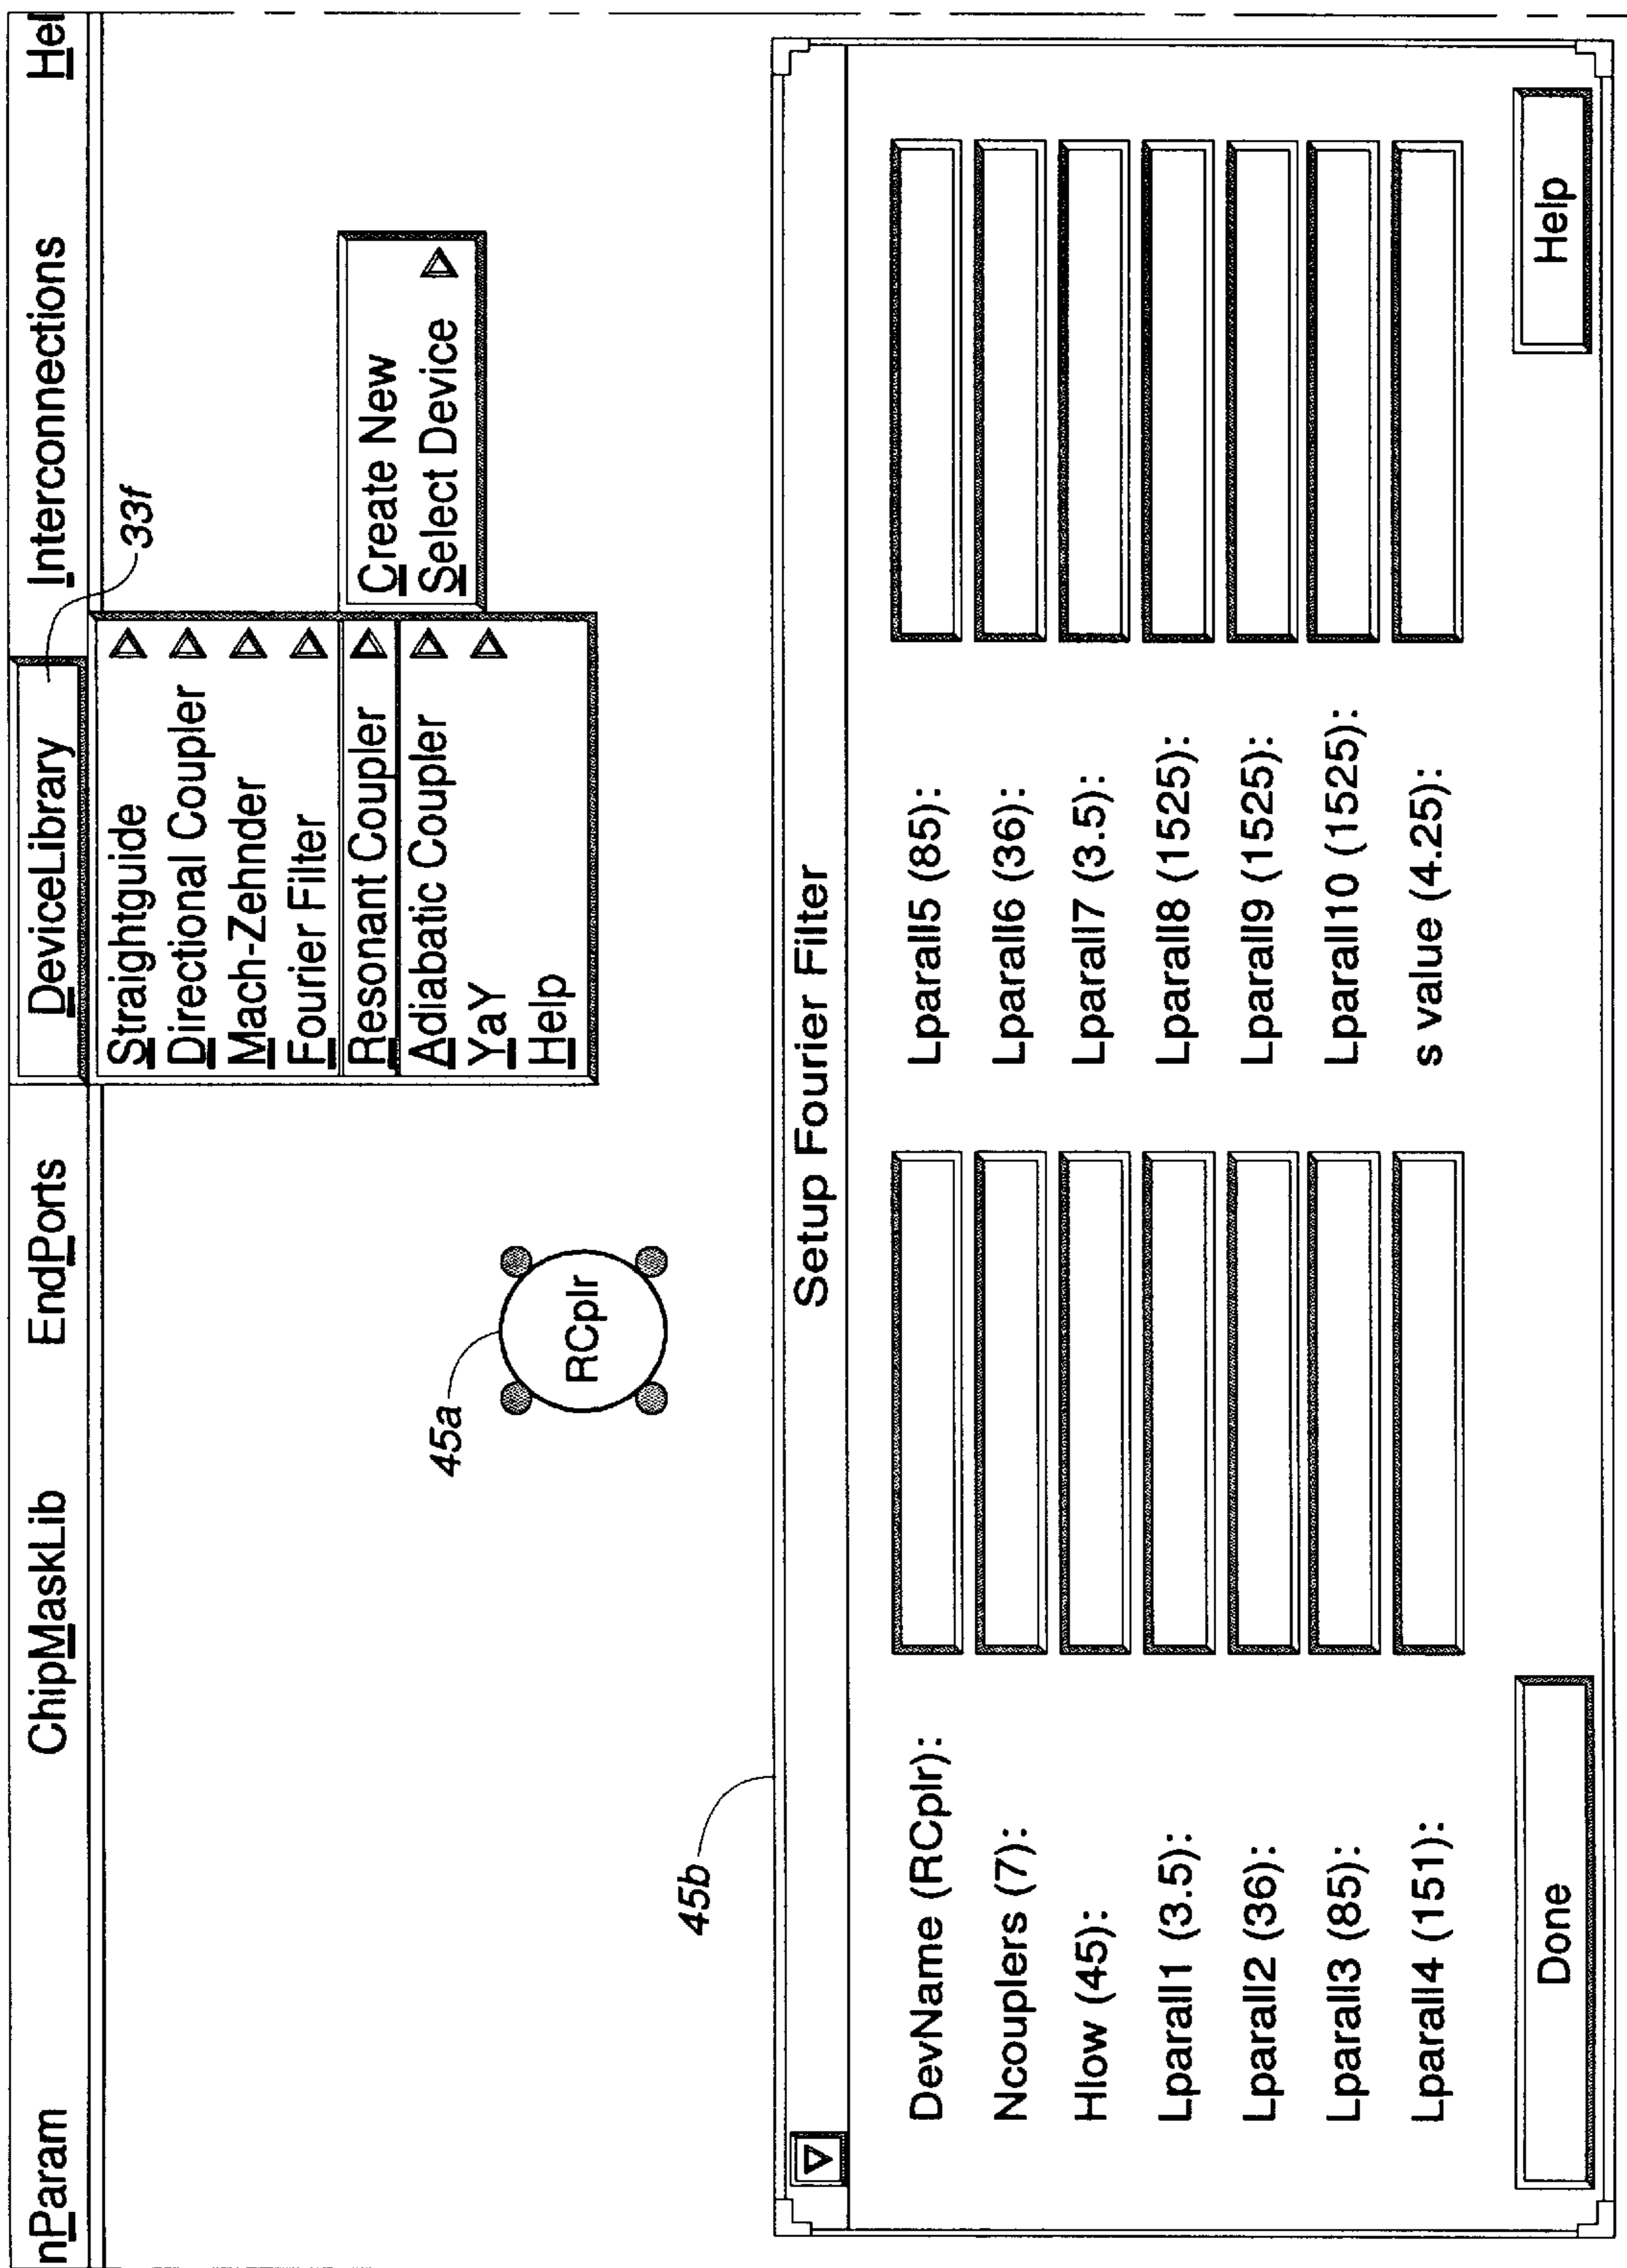 nParam ChipMaskLib EndPorts DeviceLibrary Interconnections Hel
33f
Straightguide
Directional Coupler
Mach-Zehnder
Fourier Filter
Resonant Coupler
Adiabatic Coupler
YaY
Help
Create New
Select Device
45a
RCplr
45b
Setup Fourier Filter
DevName (RCplr):
Ncouplers (7):
Hlow (45):
Lparall1 (3.5):
Lparall2 (36):
Lparall3 (85):
Lparall4 (151):
Lparall5 (85):
Lparall6 (36):
Lparall7 (3.5):
Lparall8 (1525):
Lparall9 (1525):
Lparall10 (1525):
s value (4.25):
Done
Help